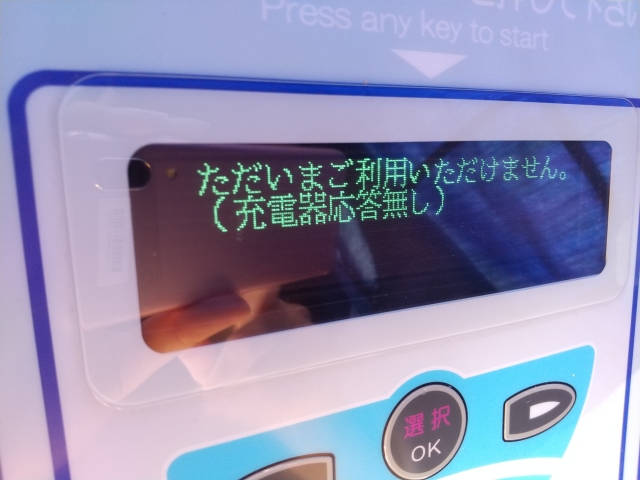 Press any key to start
ただいまご利用いただけません。
（充電器応答無し）
選択
OK